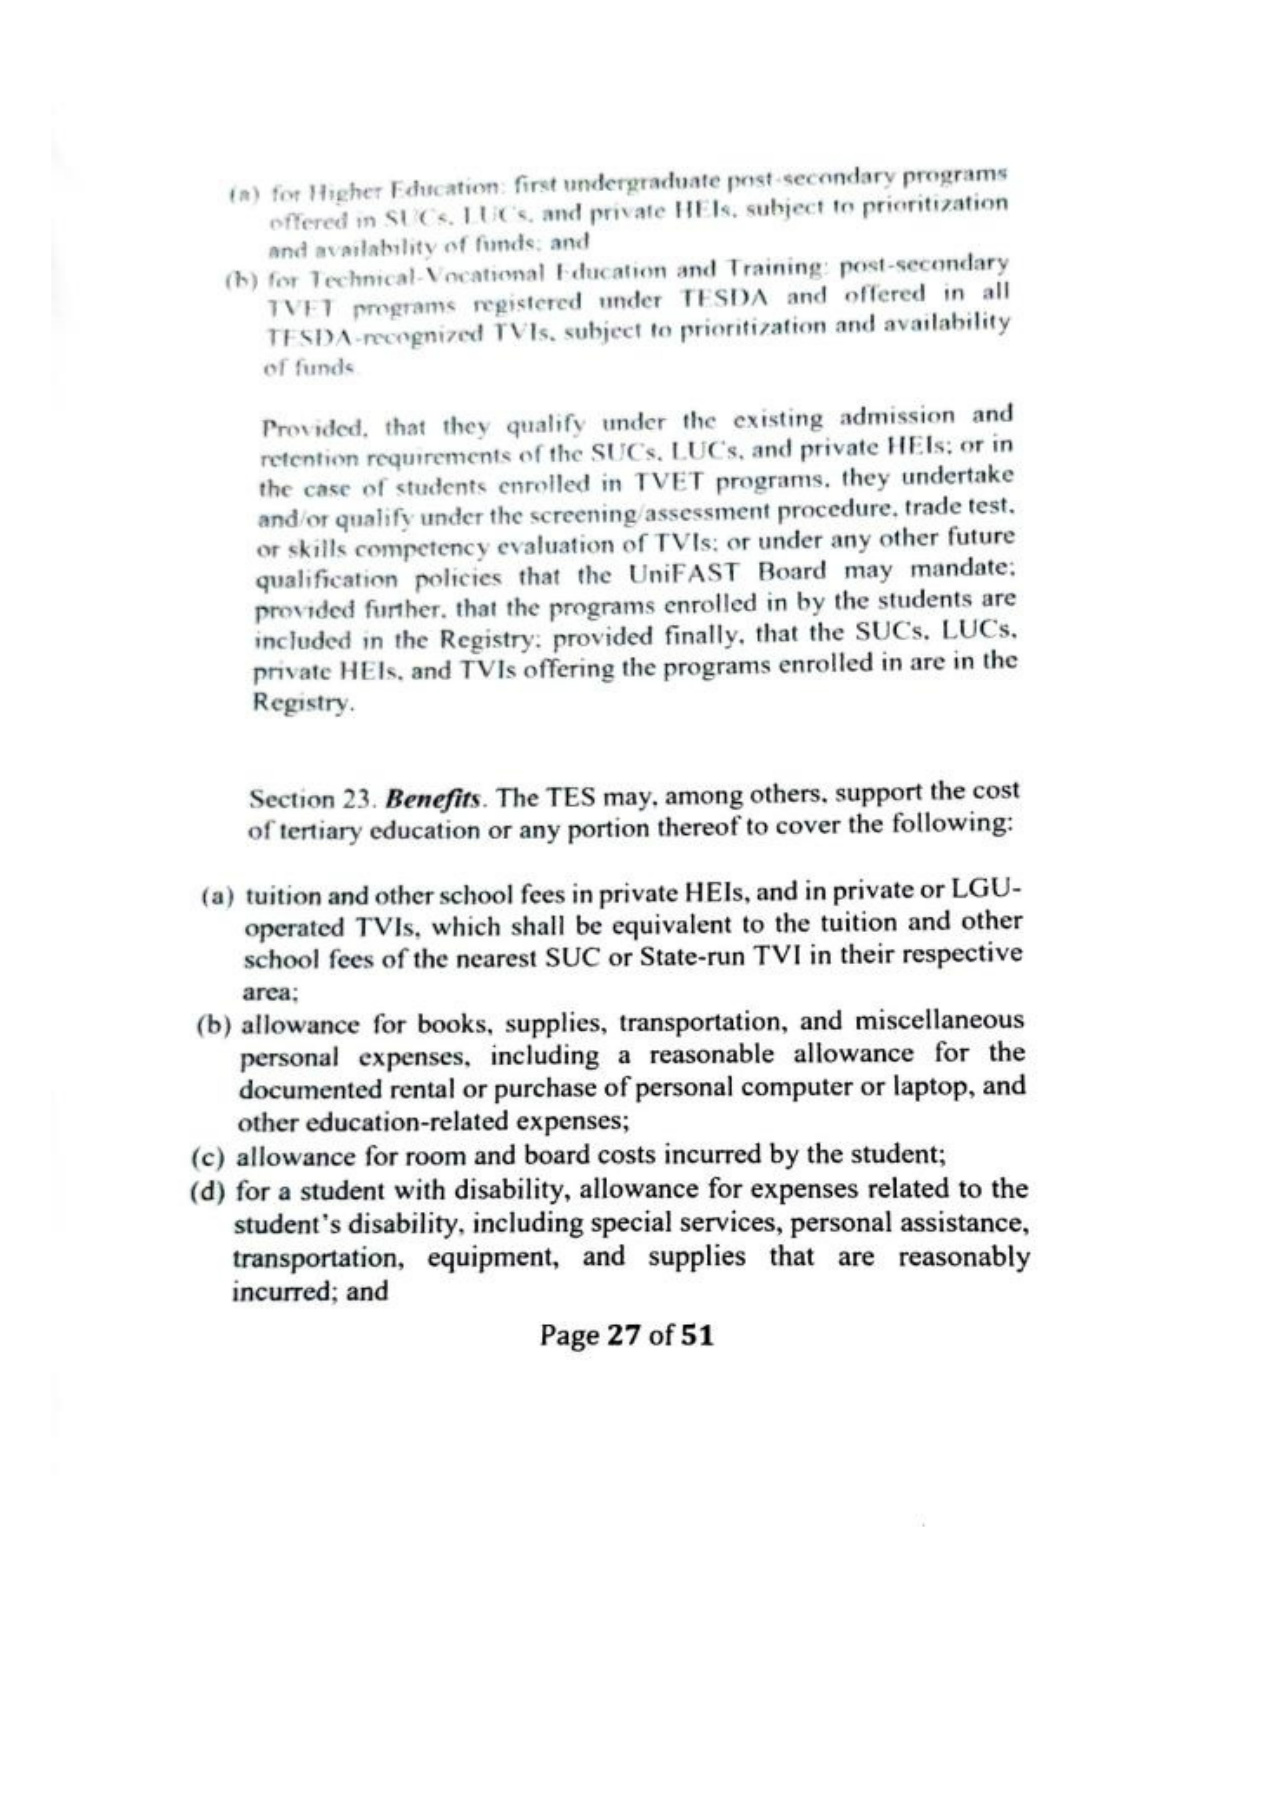 (a) for Higher Education: first undergraduate post-secondary programs
offered in SUCs, LUCs, and private HEIs, subject to prioritization
and availability of funds; and
(b) for Technical-Vocational Education and Training: post-secondary
TVET programs registered under TESDA and offered in all
TESDA-recognized TVIs, subject to prioritization and availability
of funds
Provided, that they qualify under the existing admission and
retention requirements of the SUCs, LUCs, and private HEIs; or in
the case of students enrolled in TVET programs, they undertake
and/or qualify under the screening/assessment procedure, trade test,
or skills competency evaluation of TVIs; or under any other future
qualification policies that the UniFAST Board may mandate;
provided further, that the programs enrolled in by the students are
included in the Registry; provided finally, that the SUCs, LUCs,
private HEIs, and TVIs offering the programs enrolled in are in the
Registry.
Section 23. Benefits. The TES may, among others, support the cost
of tertiary education or any portion thereof to cover the following:
(a) tuition and other school fees in private HEIs, and in private or LGU-
operated TVIs, which shall be equivalent to the tuition and other
school fees of the nearest SUC or State-run TVI in their respective
area;
(b) allowance for books, supplies, transportation, and miscellaneous
personal expenses, including a reasonable allowance for the
documented rental or purchase of personal computer or laptop, and
other education-related expenses;
(c) allowance for room and board costs incurred by the student;
(d) for a student with disability, allowance for expenses related to the
student's disability, including special services, personal assistance,
transportation, equipment, and supplies that are reasonably
incurred; and
Page 27 of 51